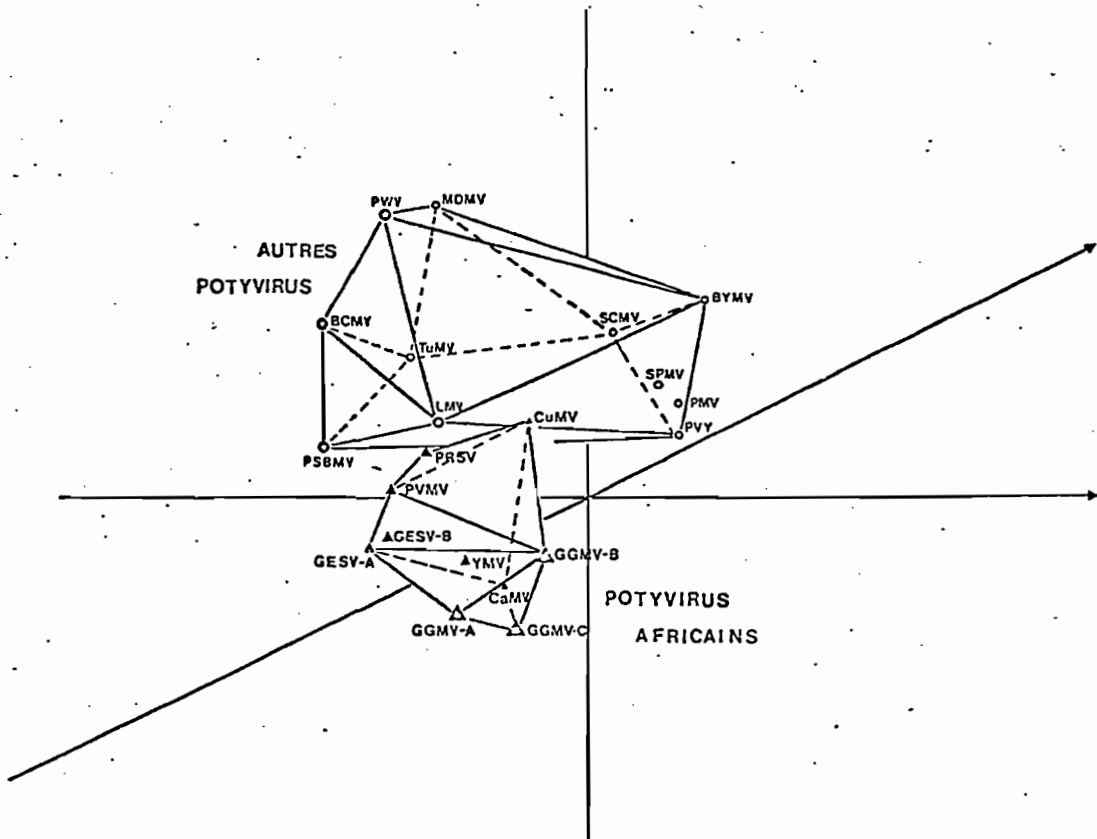 PWV
MDMV
AUTRES
POTYVIRUS
BYMV
BCMV
SCMV
TuMV
SPMV
PMV
LMV
CuMV
PVY
PSBMV
PRSV
PVMV
GESV-B
GESV-A
YMV
GGMV-B
CaMV
POTYVIRUS
AFRICAINS
GGMV-A
GGMV-C